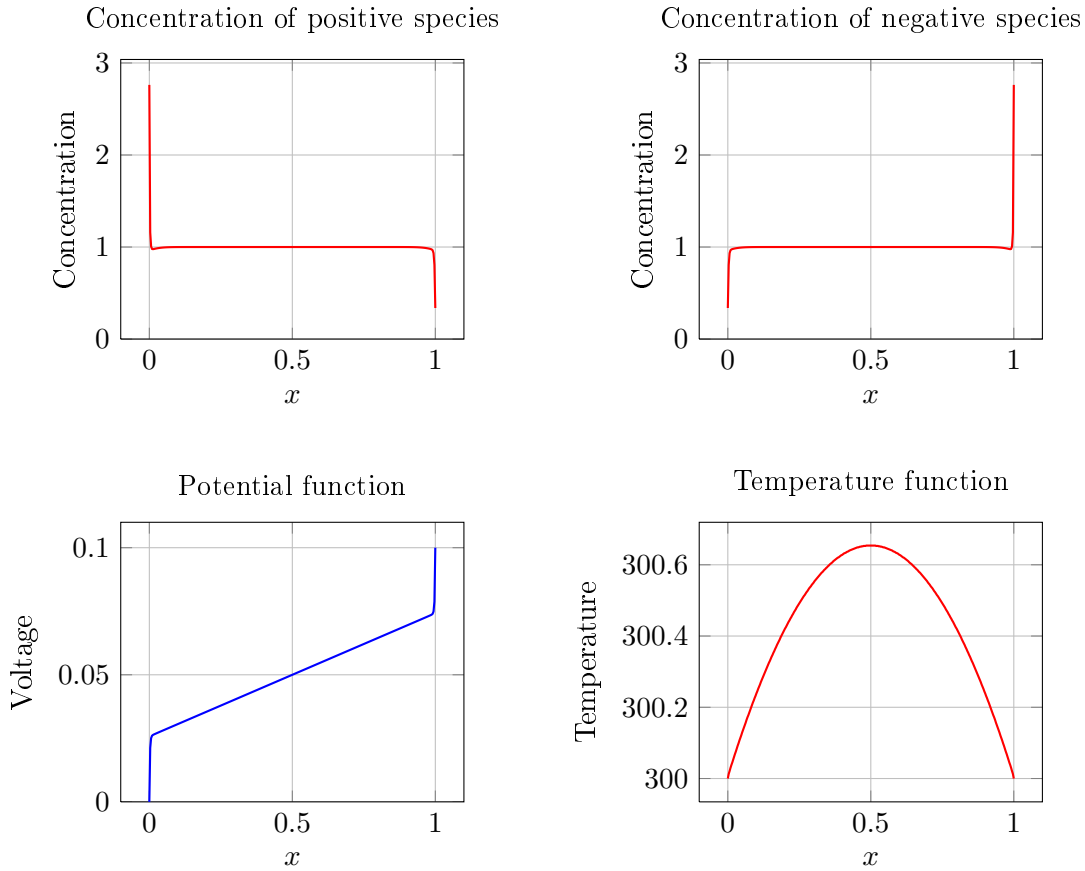 Concentration of positive species
3
2
1
0
Concentration
0
0.5
1
x
Concentration of negative species
3
2
1
0
Concentration
0
0.5
1
x
Potential function
0.1
0.05
0
Voltage
0
0.5
1
x
Temperature function
300.6
300.4
300.2
300
Temperature
0
0.5
1
x